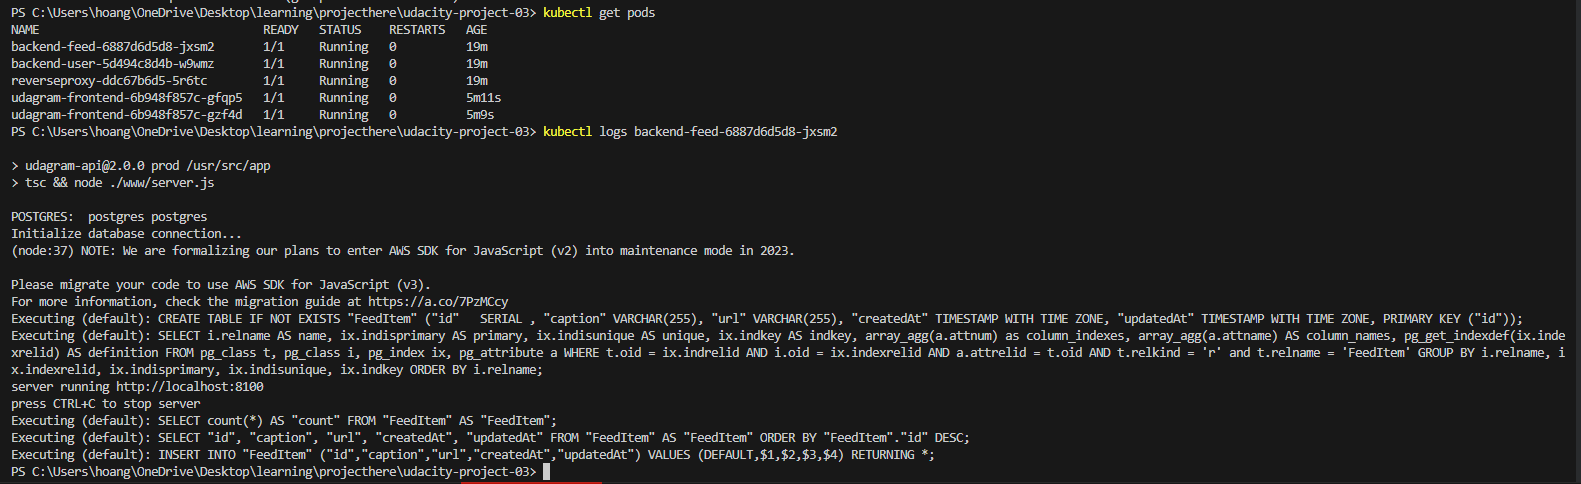 PS C:\Users\hoang\OneDrive\Desktop\learning\projecthere\udacity-project-03> kubectl get pods
NAME READY STATUS RESTARTS AGE
backend-feed-6887d6d5d8-jxsm2 1/1 Running 0 19m
backend-user-5d494c8d4b-w9wmz 1/1 Running 0 19m
reverseproxy-ddc67b6d5-5r6tc 1/1 Running 0 19m
udagram-frontend-6b948f857c-gfqp5 1/1 Running 0 5m11s
udagram-frontend-6b948f857c-gzf4d 1/1 Running 0 5m9s
PS C:\Users\hoang\OneDrive\Desktop\learning\projecthere\udacity-project-03> kubectl logs backend-feed-6887d6d5d8-jxsm2
> udagram-api@2.0.0 prod /usr/src/app
> tsc && node ./www/server.js
POSTGRES:  postgres postgres
Initialize database connection...
(node:37) NOTE: We are formalizing our plans to enter AWS SDK for JavaScript (v2) into maintenance mode in 2023.
Please migrate your code to use AWS SDK for JavaScript (v3).
For more information, check the migration guide at https://a.co/7PzMCcy
Executing (default): CREATE TABLE IF NOT EXISTS "FeedItem" ("id"   SERIAL , "caption" VARCHAR(255), "url" VARCHAR(255), "createdAt" TIMESTAMP WITH TIME ZONE, "updatedAt" TIMESTAMP WITH TIME ZONE, PRIMARY KEY ("id"));
Executing (default): SELECT i.relname AS name, ix.indisprimary AS primary, ix.indisunique AS unique, ix.indkey AS indkey, array_agg(a.attnum) as column_indexes, array_agg(a.attname) AS column_names, pg_get_indexdef(ix.inde
xrelid) AS definition FROM pg_class t, pg_class i, pg_index ix, pg_attribute a WHERE t.oid = ix.indrelid AND i.oid = ix.indexrelid AND a.attrelid = t.oid AND t.relkind = 'r' and t.relname = 'FeedItem' GROUP BY i.relname, i
x.indexrelid, ix.indisprimary, ix.indisunique, ix.indkey ORDER BY i.relname;
server running http://localhost:8100
press CTRL+C to stop server
Executing (default): SELECT count(*) AS "count" FROM "FeedItem" AS "FeedItem";
Executing (default): SELECT "id", "caption", "url", "createdAt", "updatedAt" FROM "FeedItem" AS "FeedItem" ORDER BY "FeedItem"."id" DESC;
Executing (default): INSERT INTO "FeedItem" ("id","caption","url","createdAt","updatedAt") VALUES (DEFAULT,$1,$2,$3,$4) RETURNING *;
PS C:\Users\hoang\OneDrive\Desktop\learning\projecthere\udacity-project-03>